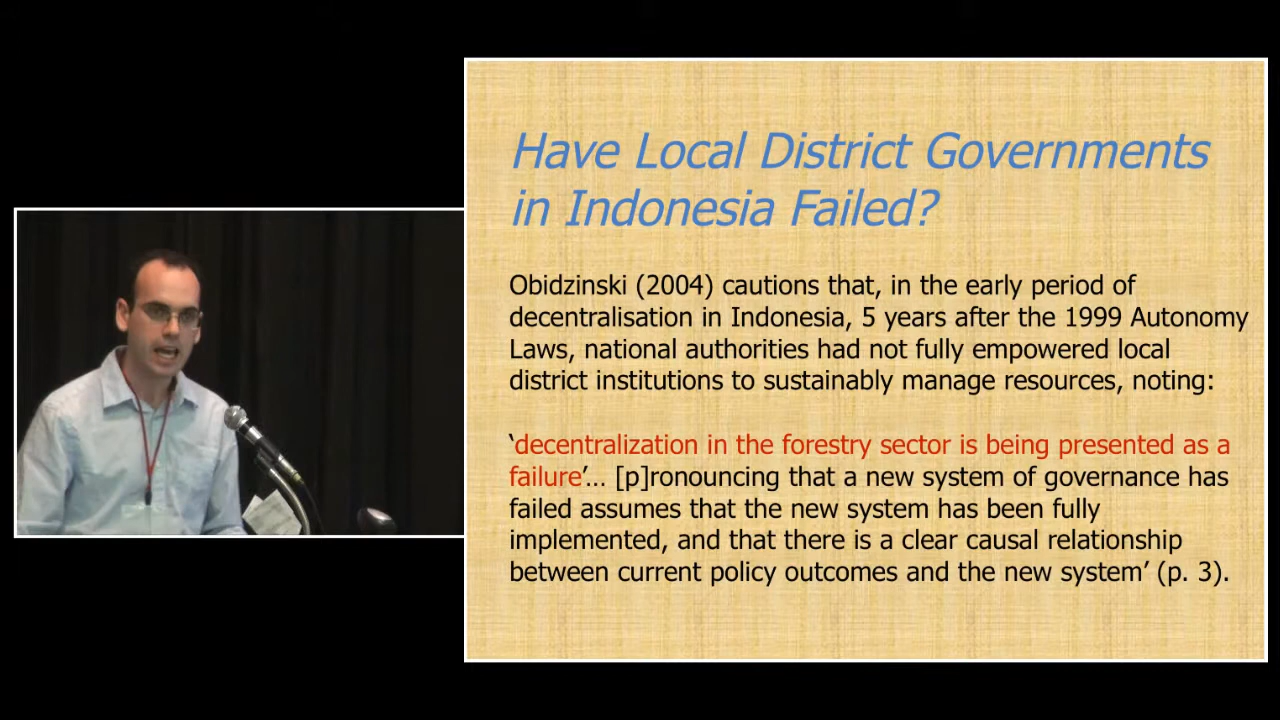 Have Local District Governments
in Indonesia Failed?
Obidzinski (2004) cautions that, in the early period of
decentralisation in Indonesia, 5 years after the 1999 Autonomy
Laws, national authorities had not fully empowered local
district institutions to sustainably manage resources, noting:
‘decentralization in the forestry sector is being presented as a
failure’... [p]ronouncing that a new system of governance has
failed assumes that the new system has been fully
implemented, and that there is a clear causal relationship
between current policy outcomes and the new system’ (p. 3).